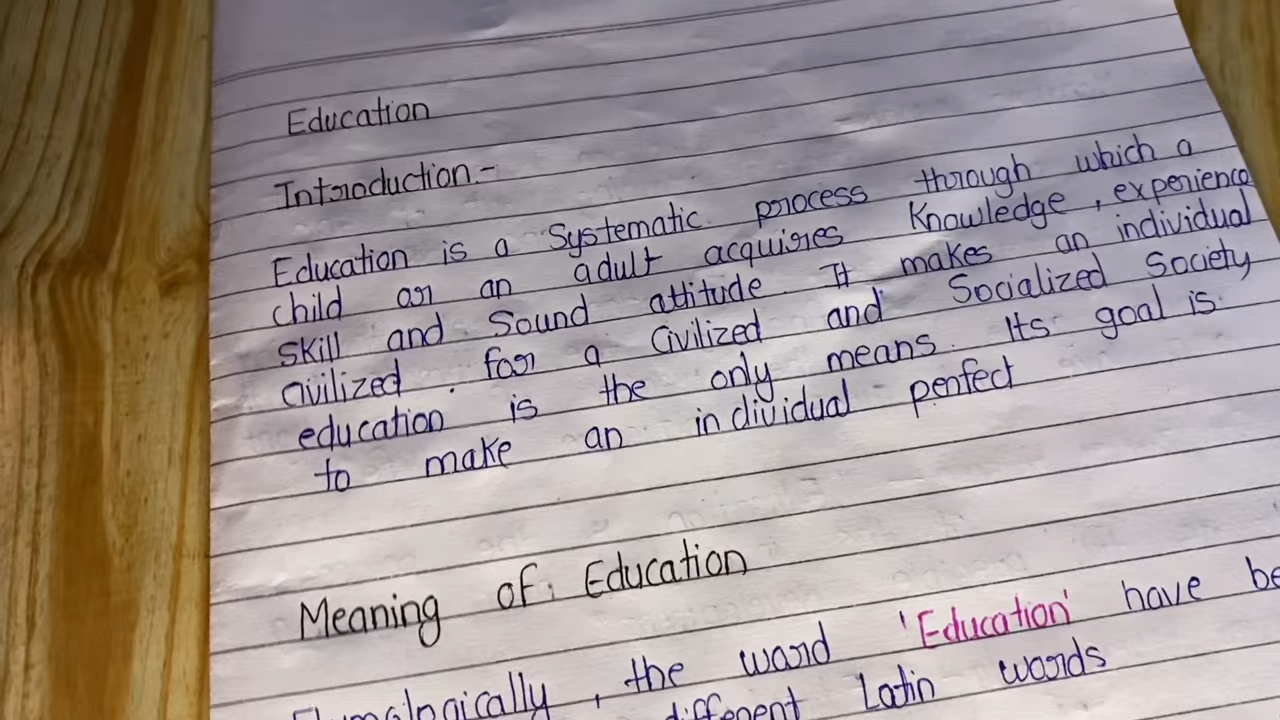 Education
Introduction:-
Education is a Systematic process through which a
child or an adult acquires Knowledge, experience
skill and Sound attitude. It makes an individual
civilized. for a Civilized and Socialized Society
education is the only means. Its goal is
to make an individual perfect
Meaning of Education
the word 'Education' have be
different Latin words